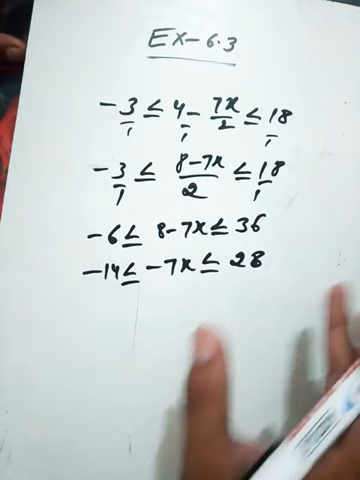 EX-6.3
-3/1 ≤ 4/1 - 7x/2 ≤ 18/1
-3/1 ≤ 8-7x/2 ≤ 18/1
-6 ≤ 8-7x ≤ 36
-14 ≤ -7x ≤ 28